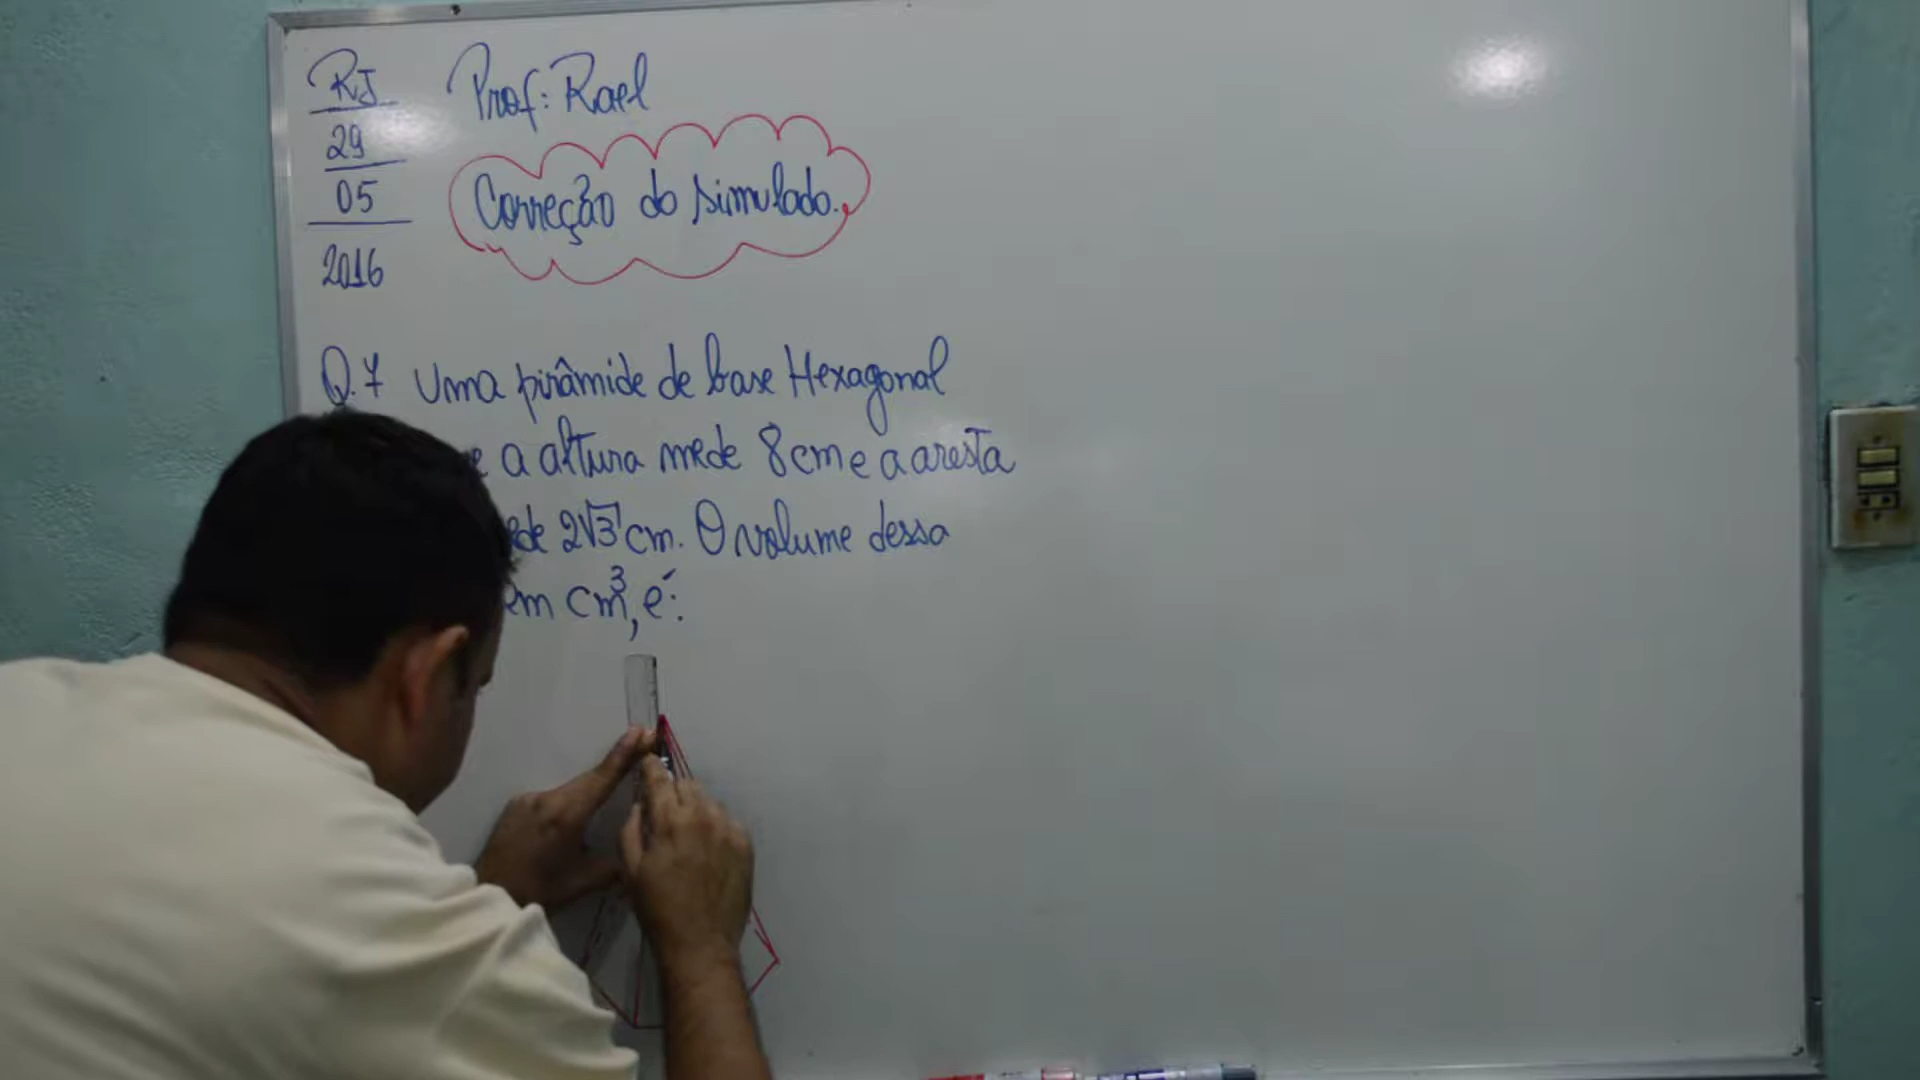 RJ
29
05
2016
Prof: Rael
Correção do simulado.
Q.7 Uma pirâmide de base Hexagonal
a altura mede 8cm e a aresta
2√3 cm. O volume dessa
em cm³, é: